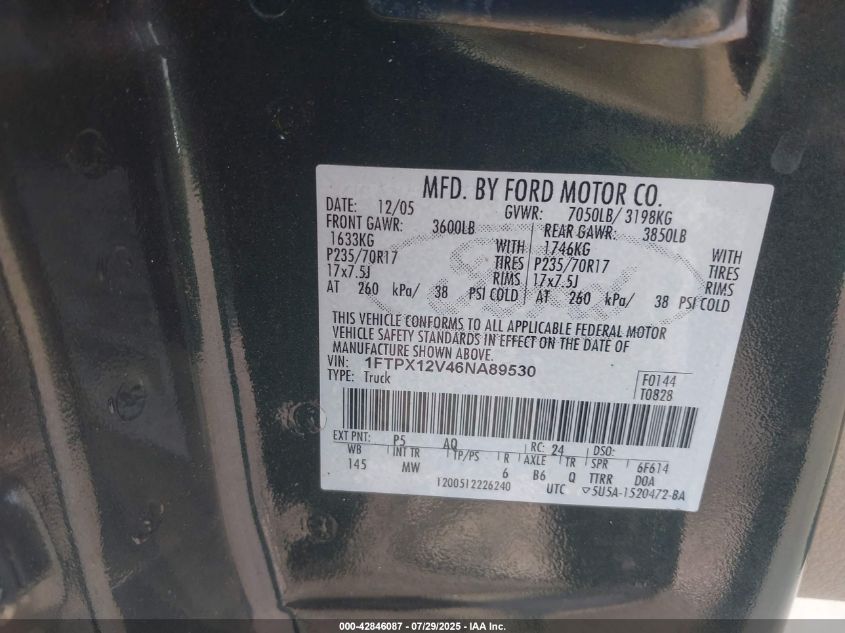 MFD. BY FORD MOTOR CO.
DATE: 12/05 GVWR: 7050LB/ 3198KG
FRONT GAWR: 3600LB REAR GAWR: 3850LB
1633KG WITH 1746KG WITH
P235/70R17 TIRES P235/70R17 TIRES
17x7.5J RIMS 17x7.5J RIMS
AT 260 kPa/ 38 PSI COLD AT 260 kPa/ 38 PSI COLD
THIS VEHICLE CONFORMS TO ALL APPLICABLE FEDERAL MOTOR
VEHICLE SAFETY STANDARDS IN EFFECT ON THE DATE OF
MANUFACTURE SHOWN ABOVE.
VIN: 1FTPX12V46NA89530
TYPE: Truck
F0144
T0828
EXT PNT: P5 AQ RC: 24 DSO:
WB INT TR TP/PS R AXLE TR SPR 6F614
145 MW 6 B6 Q TTRR D0A
1200512226240 UTC ▽5U5A-1520472-BA
000-42846087 - 07/29/2025 - IAA, Inc.